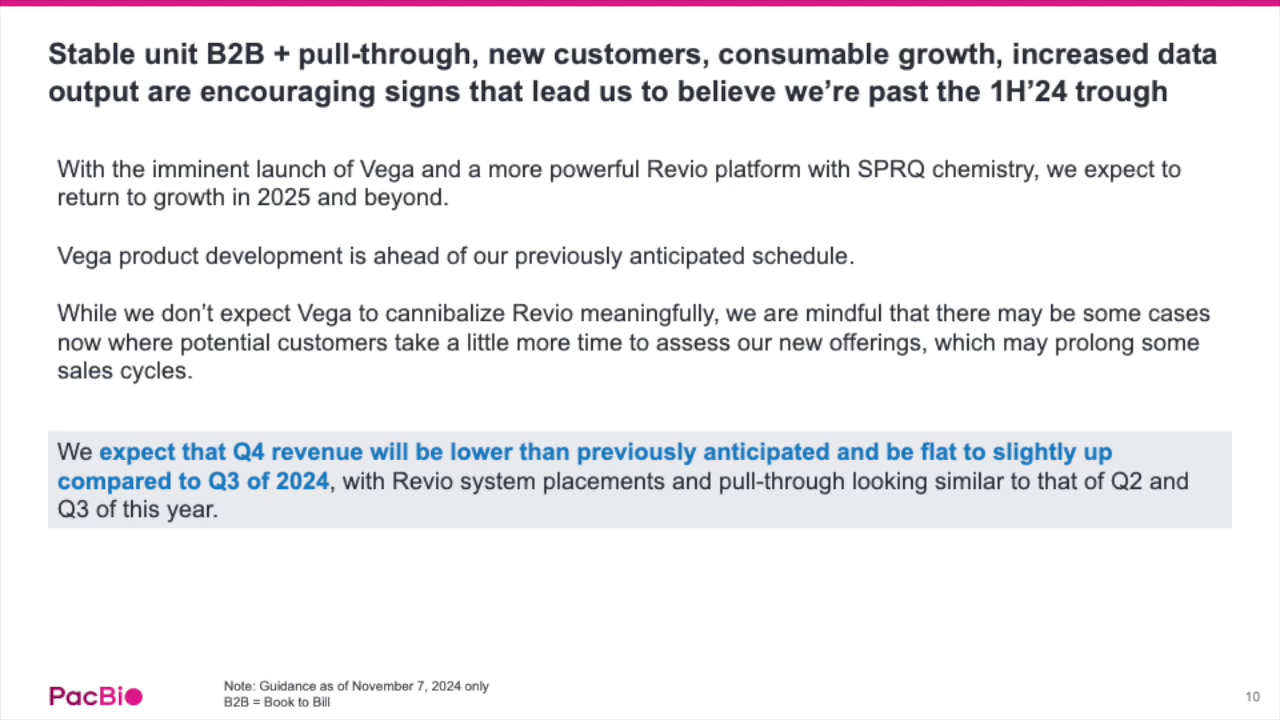 Stable unit B2B + pull-through, new customers, consumable growth, increased data
output are encouraging signs that lead us to believe we’re past the 1H’24 trough
With the imminent launch of Vega and a more powerful Revio platform with SPRQ chemistry, we expect to
return to growth in 2025 and beyond.
Vega product development is ahead of our previously anticipated schedule.
While we don’t expect Vega to cannibalize Revio meaningfully, we are mindful that there may be some cases
now where potential customers take a little more time to assess our new offerings, which may prolong some
sales cycles.
We expect that Q4 revenue will be lower than previously anticipated and be flat to slightly up
compared to Q3 of 2024, with Revio system placements and pull-through looking similar to that of Q2 and
Q3 of this year.
PacBio
Note: Guidance as of November 7, 2024 only
B2B = Book to Bill
10